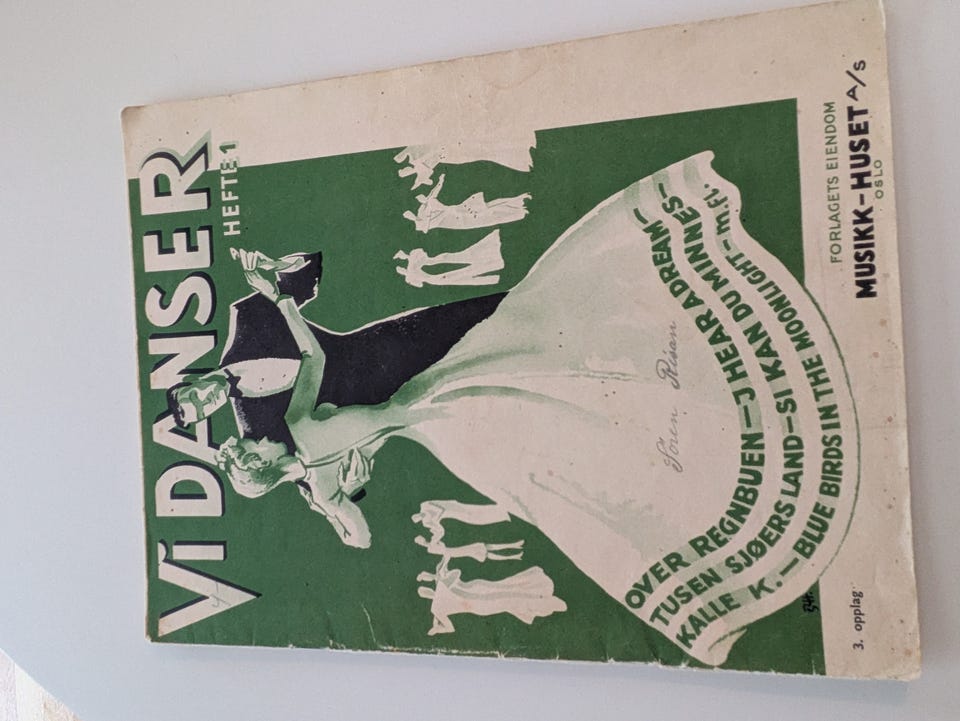 Vi DANSER
HEFTE 1
Sören Risan
OVER REGNBUEN—J HEAR A DREAM—
TUSEN SJØERS LAND—SI KAN DU MINNES—
KALLE K.—BLUE BIRDS IN THE MOONLIGHT—m.fl.
3. opplag.
FORLAGETS EIENDOM
MUSIKK-HUSET A/S
OSLO